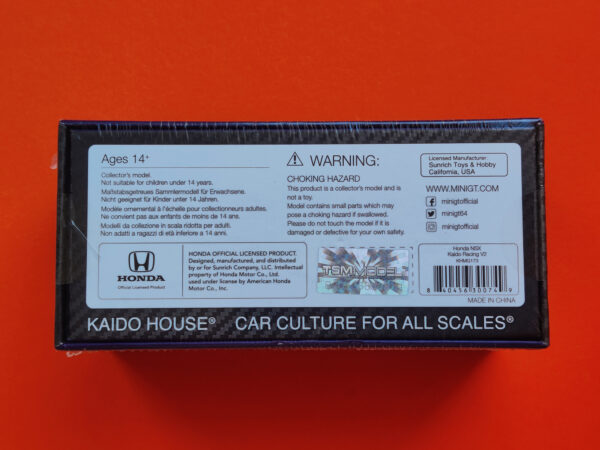 Ages 14+
Collector's model.
Not suitable for children under 14 years.
Maßstabsgetreues Sammlermodell für Erwachsene.
Nicht geeignet für Kinder unter 14 Jahren.
Modèle ornemental à l'échelle pour collectionneurs adultes.
Ne convient pas aux enfants de moins de 14 ans.
Modelli da collezione in scala ridotta per adulti.
Non adatti a ragazzi di età inferiore a 14 anni.
⚠ WARNING:
CHOKING HAZARD
This product is a collector's model and is
not a toy.
Model contains small parts which may
pose a choking hazard if swallowed.
Please do not touch the model if it is
damaged or defective for your own safety.
Licensed Manufacturer
Sunrich Toys & Hobby
California, USA
WWW.MINIGT.COM
minigtofficial
minigt64
minigtofficial
HONDA
Official Licensed Product
HONDA OFFICIAL LICENSED PRODUCT.
Designed, manufactured, and distributed
by or for Sunrich Company, LLC. Intellectual
property of Honda Motor Co., Ltd.
used under license by American Honda
Motor Co., Inc.
TSM MODEL
Honda NSX
Kaido Racing V2
KHMG173
8 40456 30074 9
MADE IN CHINA
KAIDO HOUSE® CAR CULTURE FOR ALL SCALES®